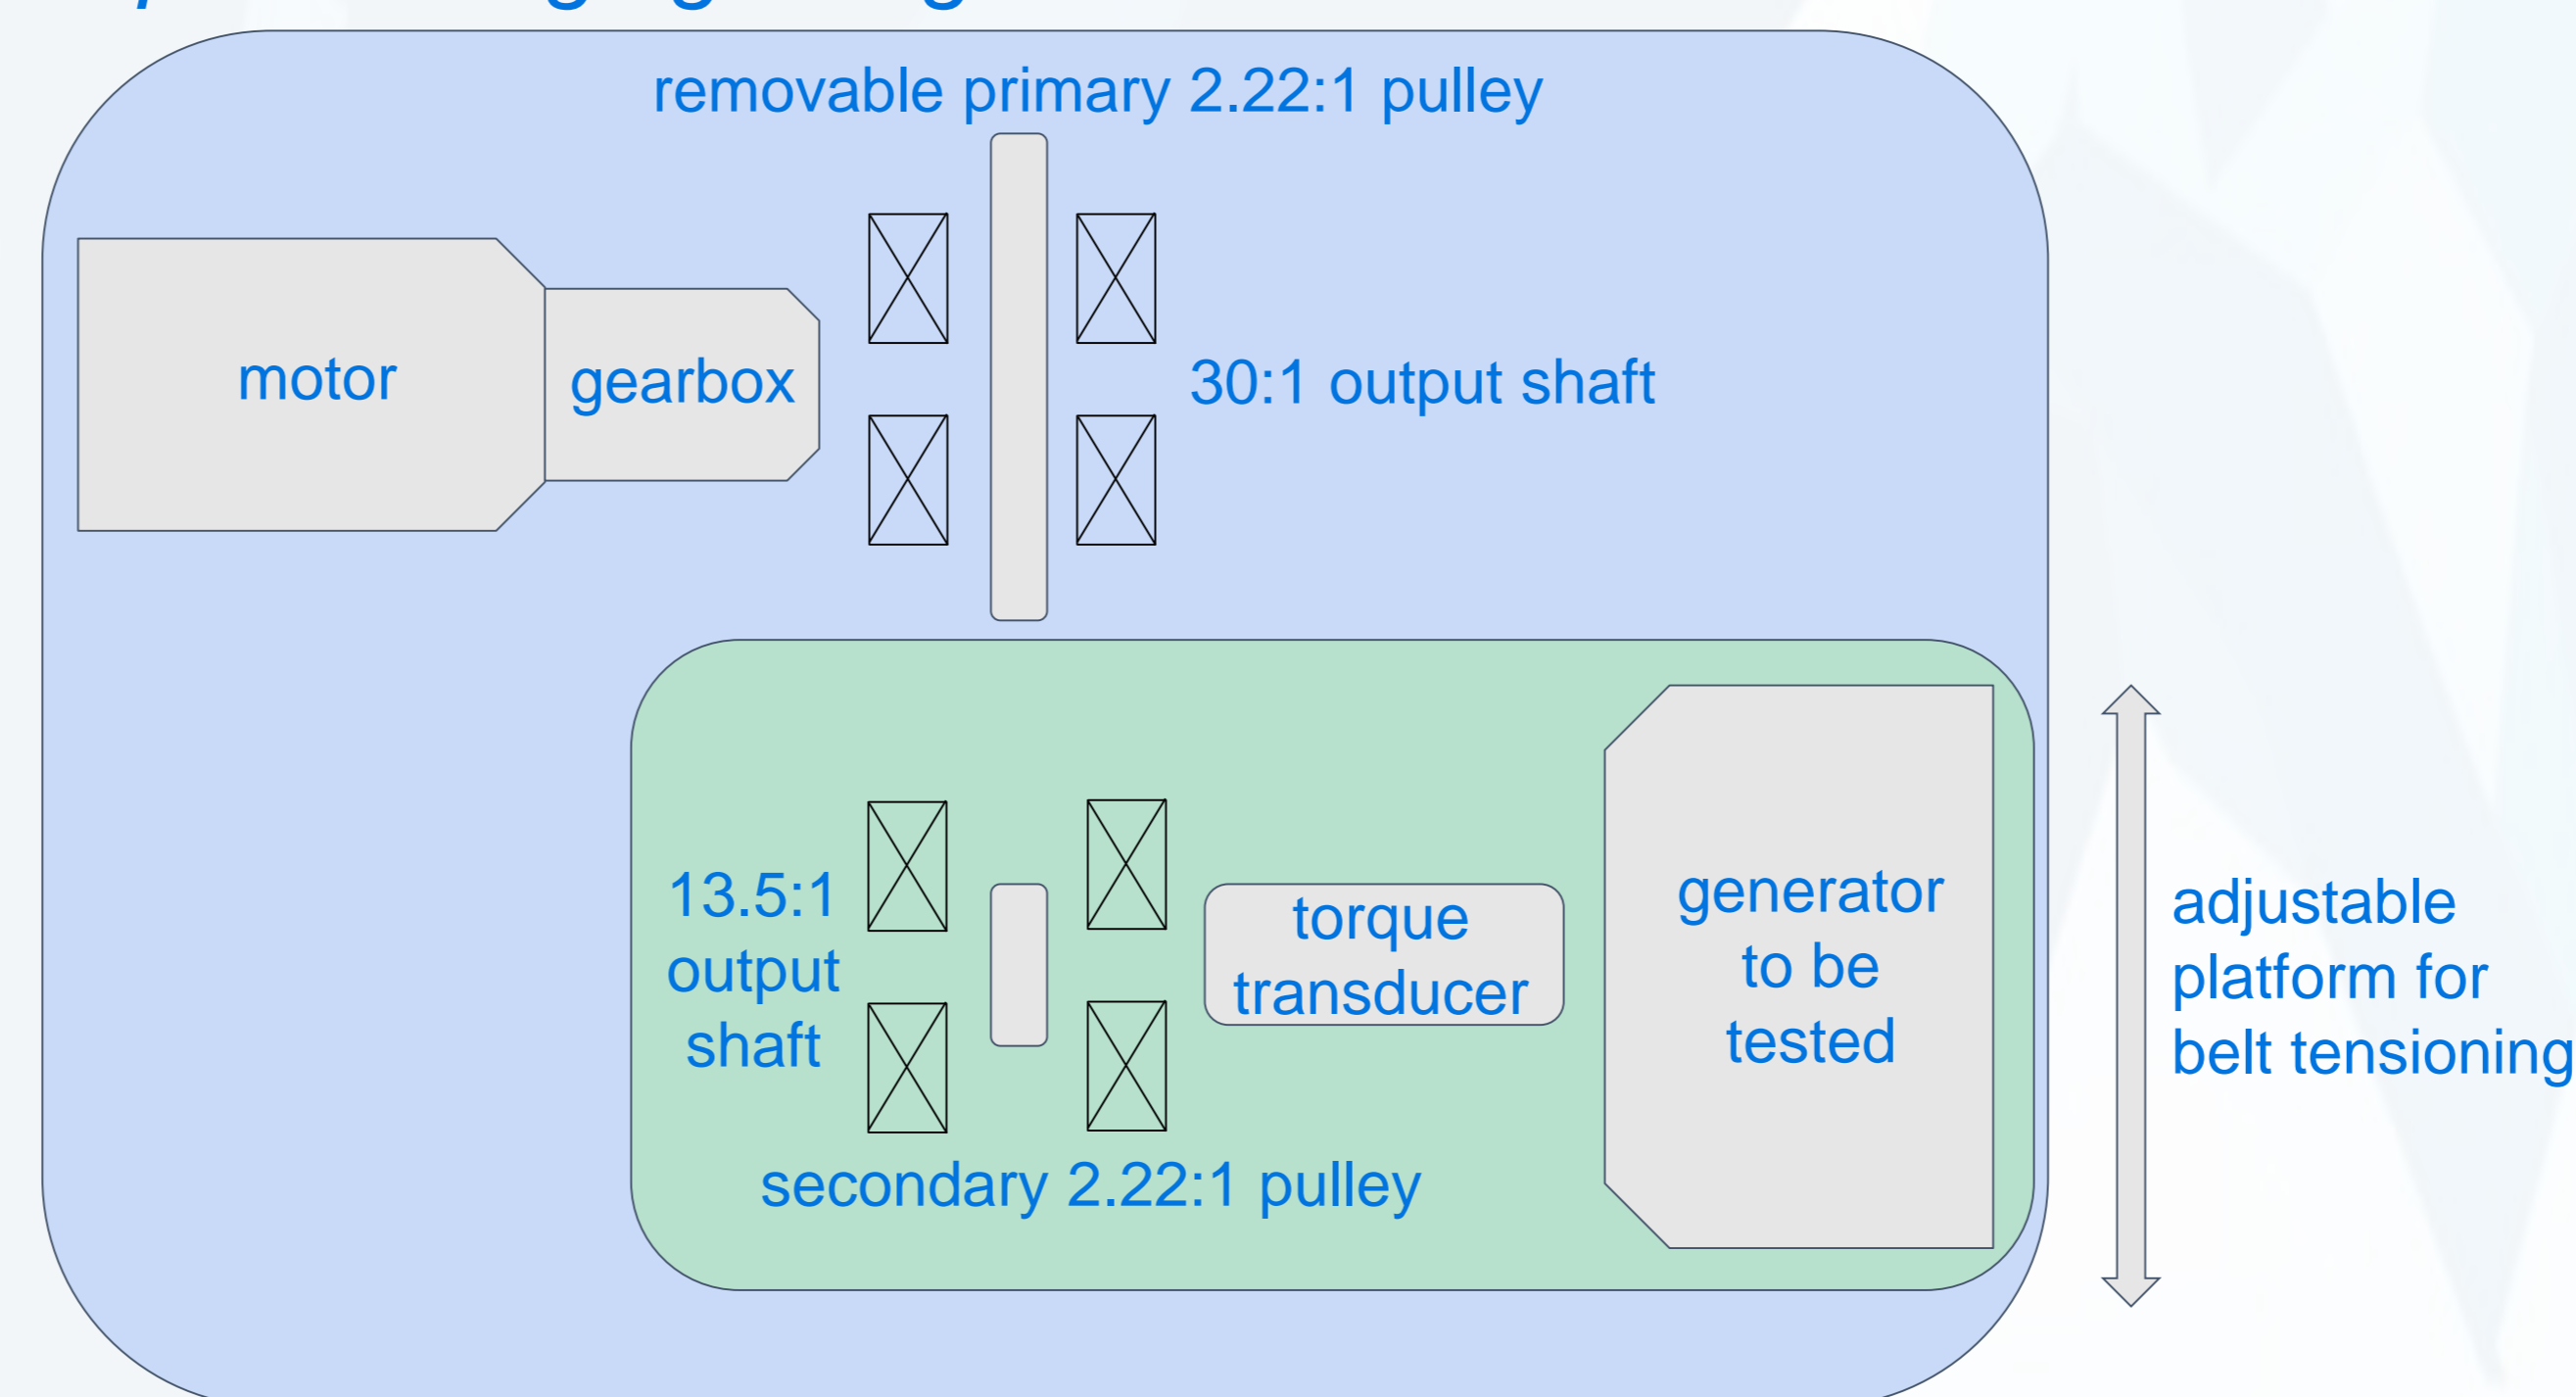 removable primary 2.22:1 pulley
motor
gearbox
30:1 output shaft
13.5:1
output
shaft
torque
transducer
generator
to be
tested
adjustable
platform for
belt tensioning
secondary 2.22:1 pulley